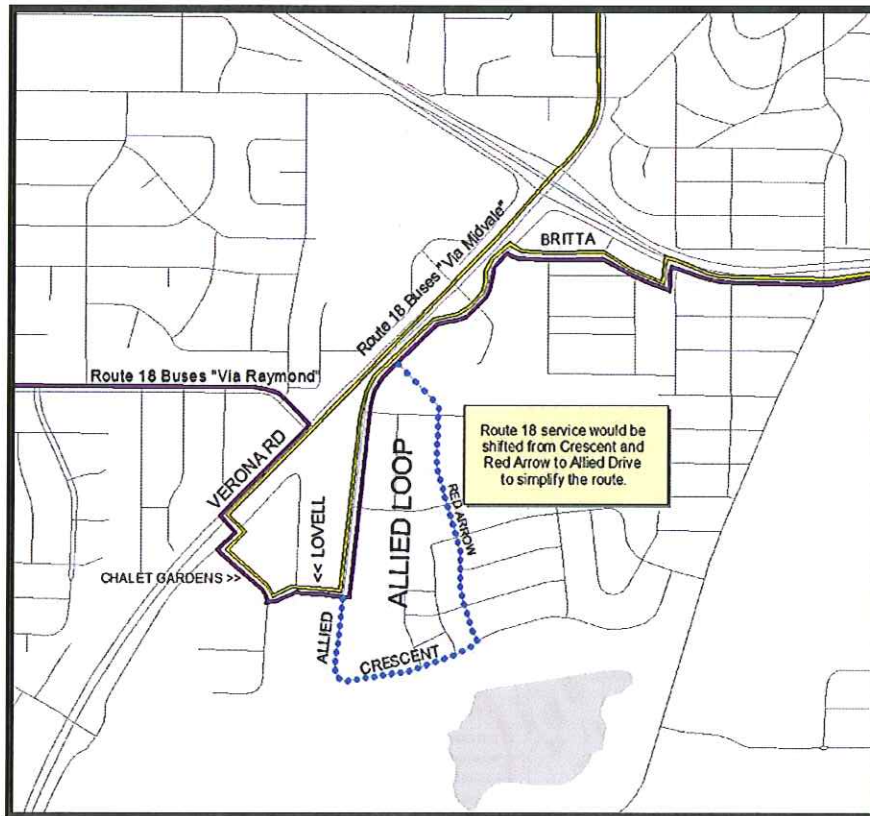 Route 18 Buses "Via Midvale"
BRITTA
Route 18 Buses "Via Raymond"
VERONA RD
Route 18 service would be
shifted from Crescent and
Red Arrow to Allied Drive
to simplify the route.
<< LOVELL
ALLIED LOOP
RED ARROW
CHALET GARDENS >>
ALLIED
CRESCENT